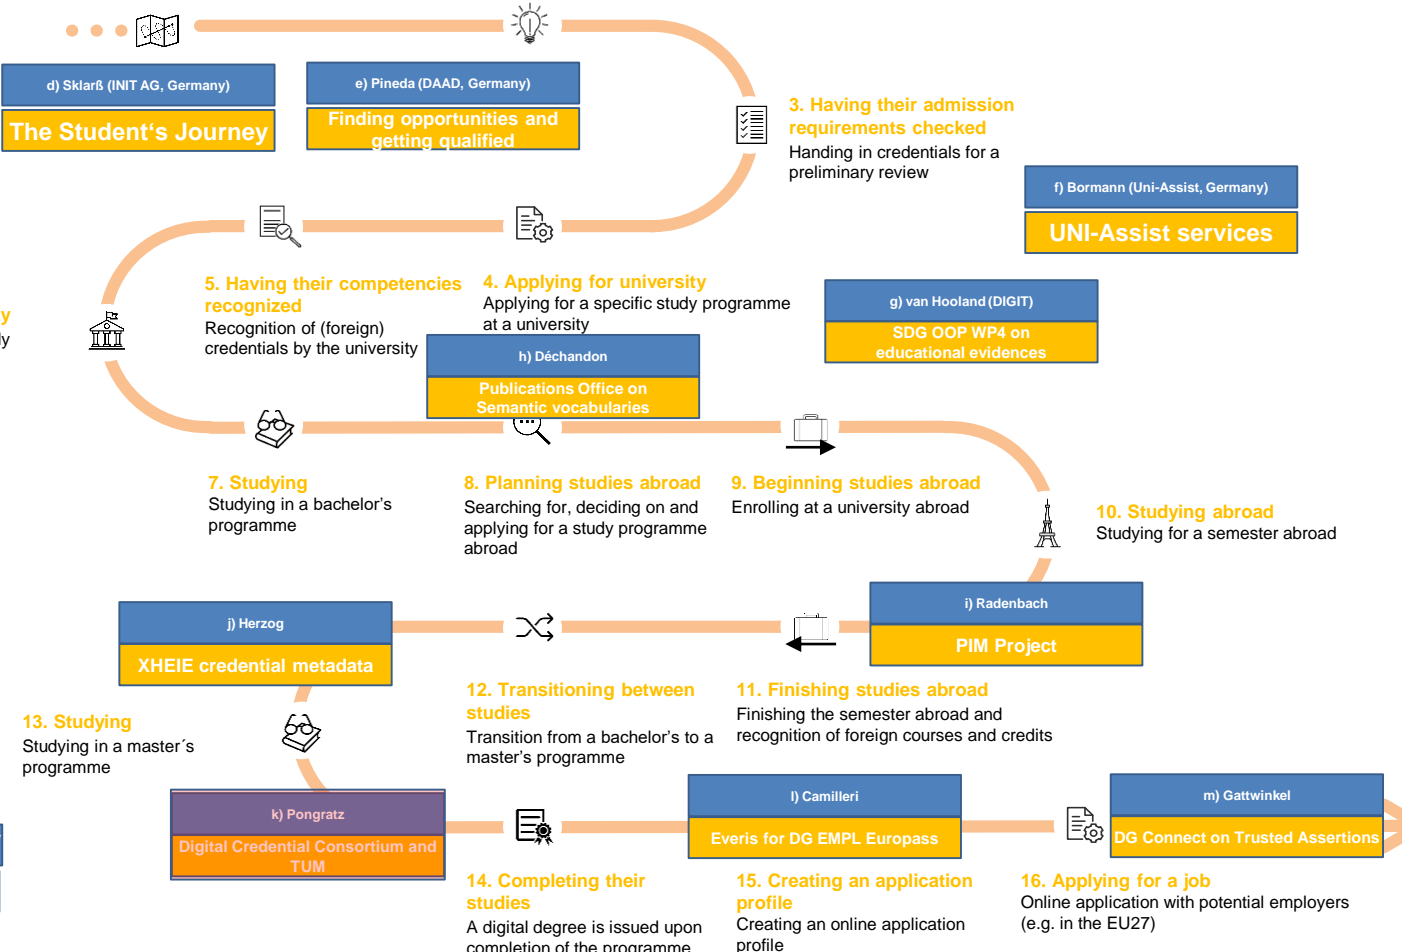 d) Sklarß (INIT AG, Germany)
The Student‘s Journey
e) Pineda (DAAD, Germany)
Finding opportunities and
getting qualified
3. Having their admission
requirements checked
Handing in credentials for a
preliminary review
f) Bormann (Uni-Assist, Germany)
UNI-Assist services
5. Having their competencies
recognized
Recognition of (foreign)
credentials by the university
4. Applying for university
Applying for a specific study programme
at a university
g) van Hooland (DIGIT)
SDG OOP WP4 on
educational evidences
y
ly
h) Déchandon
Publications Office on
Semantic vocabularies
7. Studying
Studying in a bachelor’s
programme
8. Planning studies abroad
Searching for, deciding on and
applying for a study programme
abroad
9. Beginning studies abroad
Enrolling at a university abroad
10. Studying abroad
Studying for a semester abroad
i) Radenbach
PIM Project
j) Herzog
XHEIE credential metadata
12. Transitioning between
studies
Transition from a bachelor’s to a
master’s programme
11. Finishing studies abroad
Finishing the semester abroad and
recognition of foreign courses and credits
13. Studying
Studying in a master´s
programme
k) Pongratz
Digital Credential Consortium and
TUM
l) Camilleri
Everis for DG EMPL Europass
m) Gattwinkel
DG Connect on Trusted Assertions
14. Completing their
studies
A digital degree is issued upon
completion of the programme
15. Creating an application
profile
Creating an online application
profile
16. Applying for a job
Online application with potential employers
(e.g. in the EU27)